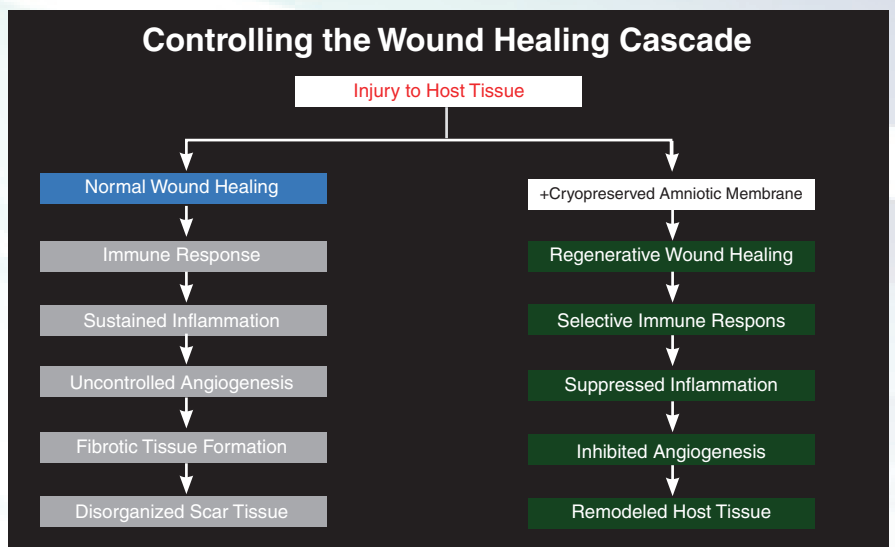 Controlling the Wound Healing Cascade
Injury to Host Tissue
Normal Wound Healing
Immune Response
Sustained Inflammation
Uncontrolled Angiogenesis
Fibrotic Tissue Formation
Disorganized Scar Tissue
+Cryopreserved Amniotic Membrane
Regenerative Wound Healing
Selective Immune Respons
Suppressed Inflammation
Inhibited Angiogenesis
Remodeled Host Tissue